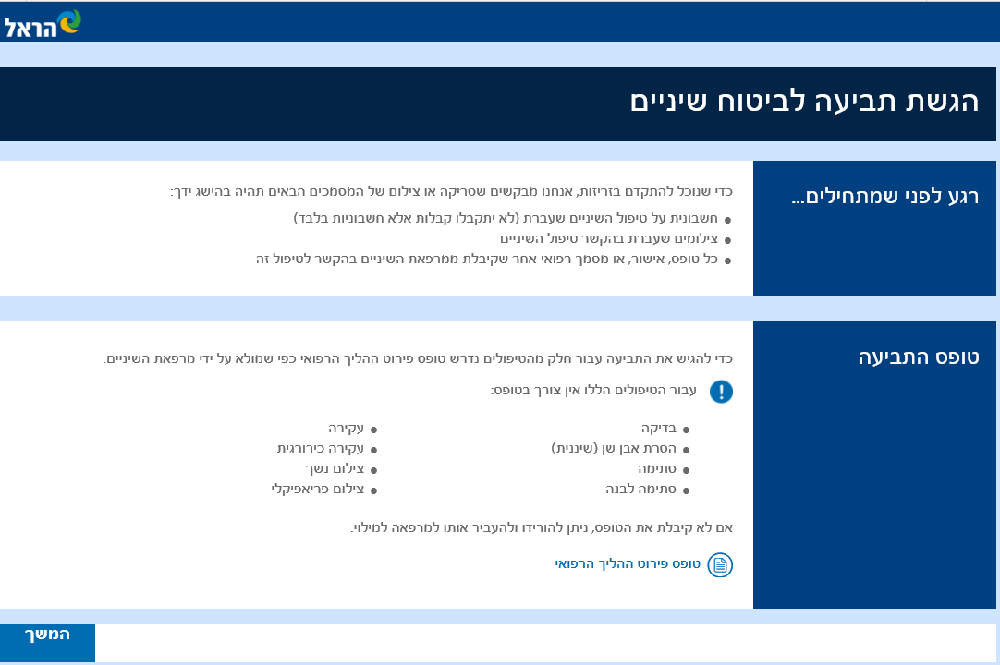 הראל
הגשת תביעה לביטוח שיניים
רגע לפני שמתחילים...
כדי שנוכל להתקדם בזריזות, אנחנו מבקשים שסריקה או צילום של המסמכים הבאים תהיה בהישג ידך:
● חשבונית על טיפול השיניים שעברת (לא יתקבלו קבלות אלא חשבוניות בלבד)
● צילומים שעברת בהקשר טיפול השיניים
● כל טופס, אישור, או מסמך רפואי אחר שקיבלת ממרפאת השיניים בהקשר לטיפול זה
טופס התביעה
כדי להגיש את התביעה עבור חלק מהטיפולים נדרש טופס פירוט ההליך הרפואי כפי שמולא על ידי מרפאת השיניים.
! עבור הטיפולים הללו אין צורך בטופס:
● בדיקה
● הסרת אבן שן (שיננית)
● סתימה
● סתימה לבנה
● עקירה
● עקירה כירורגית
● צילום נשך
● צילום פריאפיקלי
אם לא קיבלת את הטופס, ניתן להורידו ולהעביר אותו למרפאה למילוי:
טופס פירוט ההליך הרפואי
המשך